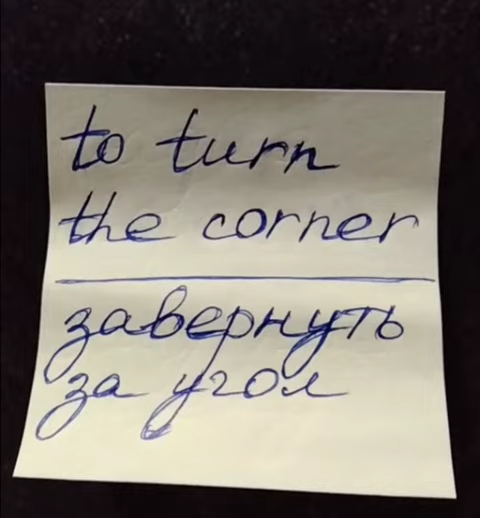 to turn
the corner
завернуть
за угол